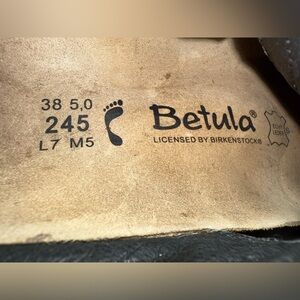 38 5,0
245
L7 M5
Betula®
LICENSED BY BIRKENSTOCK®